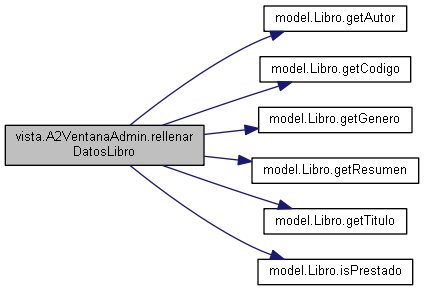 model.Libro.getAutor
model.Libro.getCodigo
model.Libro.getGenero
vista.A2VentanaAdmin.rellenar
DatosLibro
model.Libro.getResumen
model.Libro.getTitulo
model.Libro.isPrestado